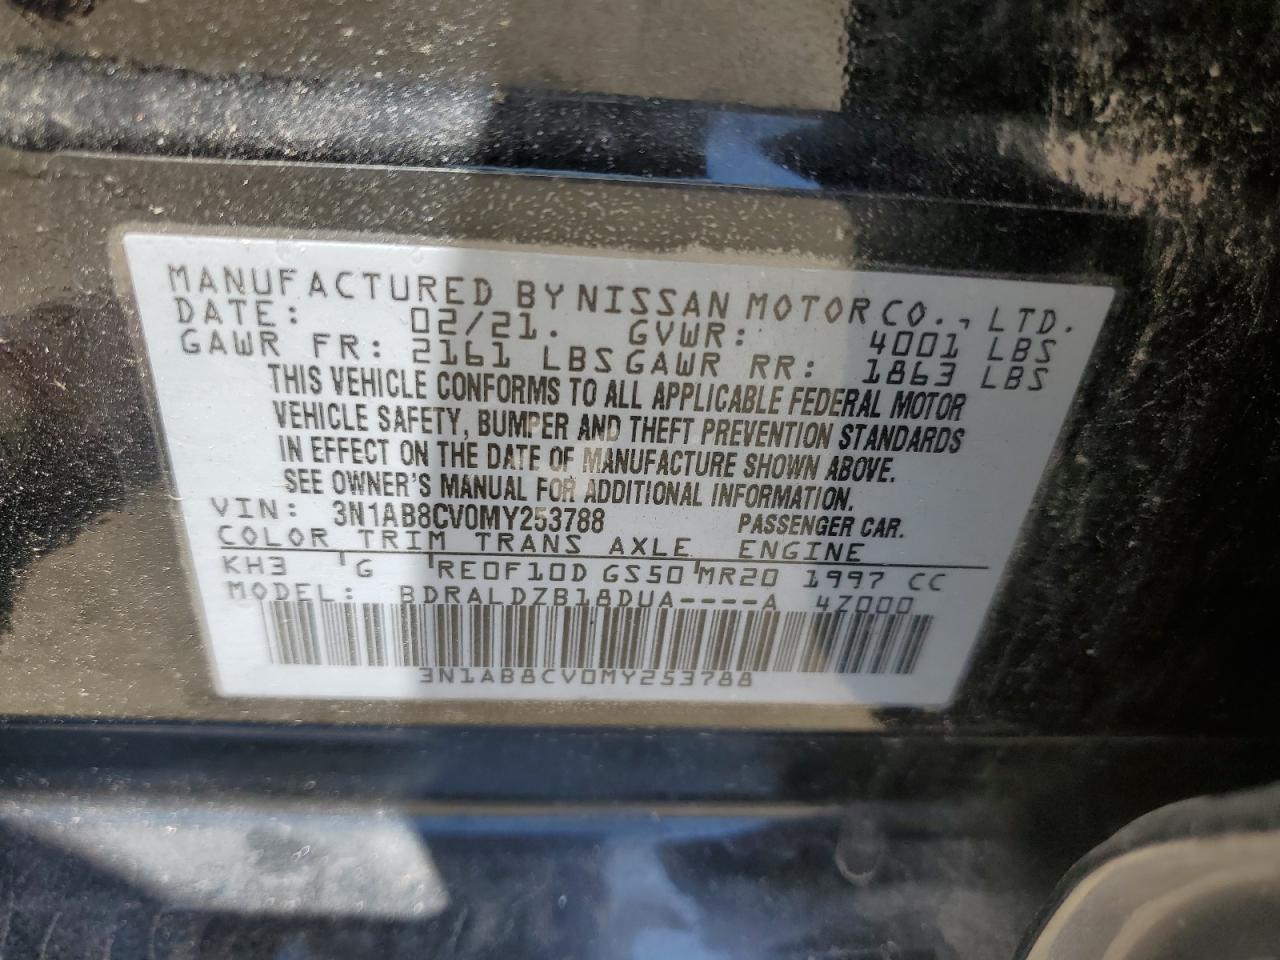 MANUFACTURED BY NISSAN MOTOR CO., LTD.
DATE: 02/21. GVWR: 4001 LBS
GAWR FR: 2161 LBS GAWR RR: 1863 LBS
THIS VEHICLE CONFORMS TO ALL APPLICABLE FEDERAL MOTOR
VEHICLE SAFETY, BUMPER AND THEFT PREVENTION STANDARDS
IN EFFECT ON THE DATE OF MANUFACTURE SHOWN ABOVE.
SEE OWNER'S MANUAL FOR ADDITIONAL INFORMATION.
VIN: 3N1AB8CV0MY253788 PASSENGER CAR.
COLOR TRIM TRANS AXLE ENGINE
KH3 'G 'RE0F10D GS50 'MR20 1997 CC
MODEL: BDRALDZB18DUA----A 4Z000
3N1AB8CV0MY253788